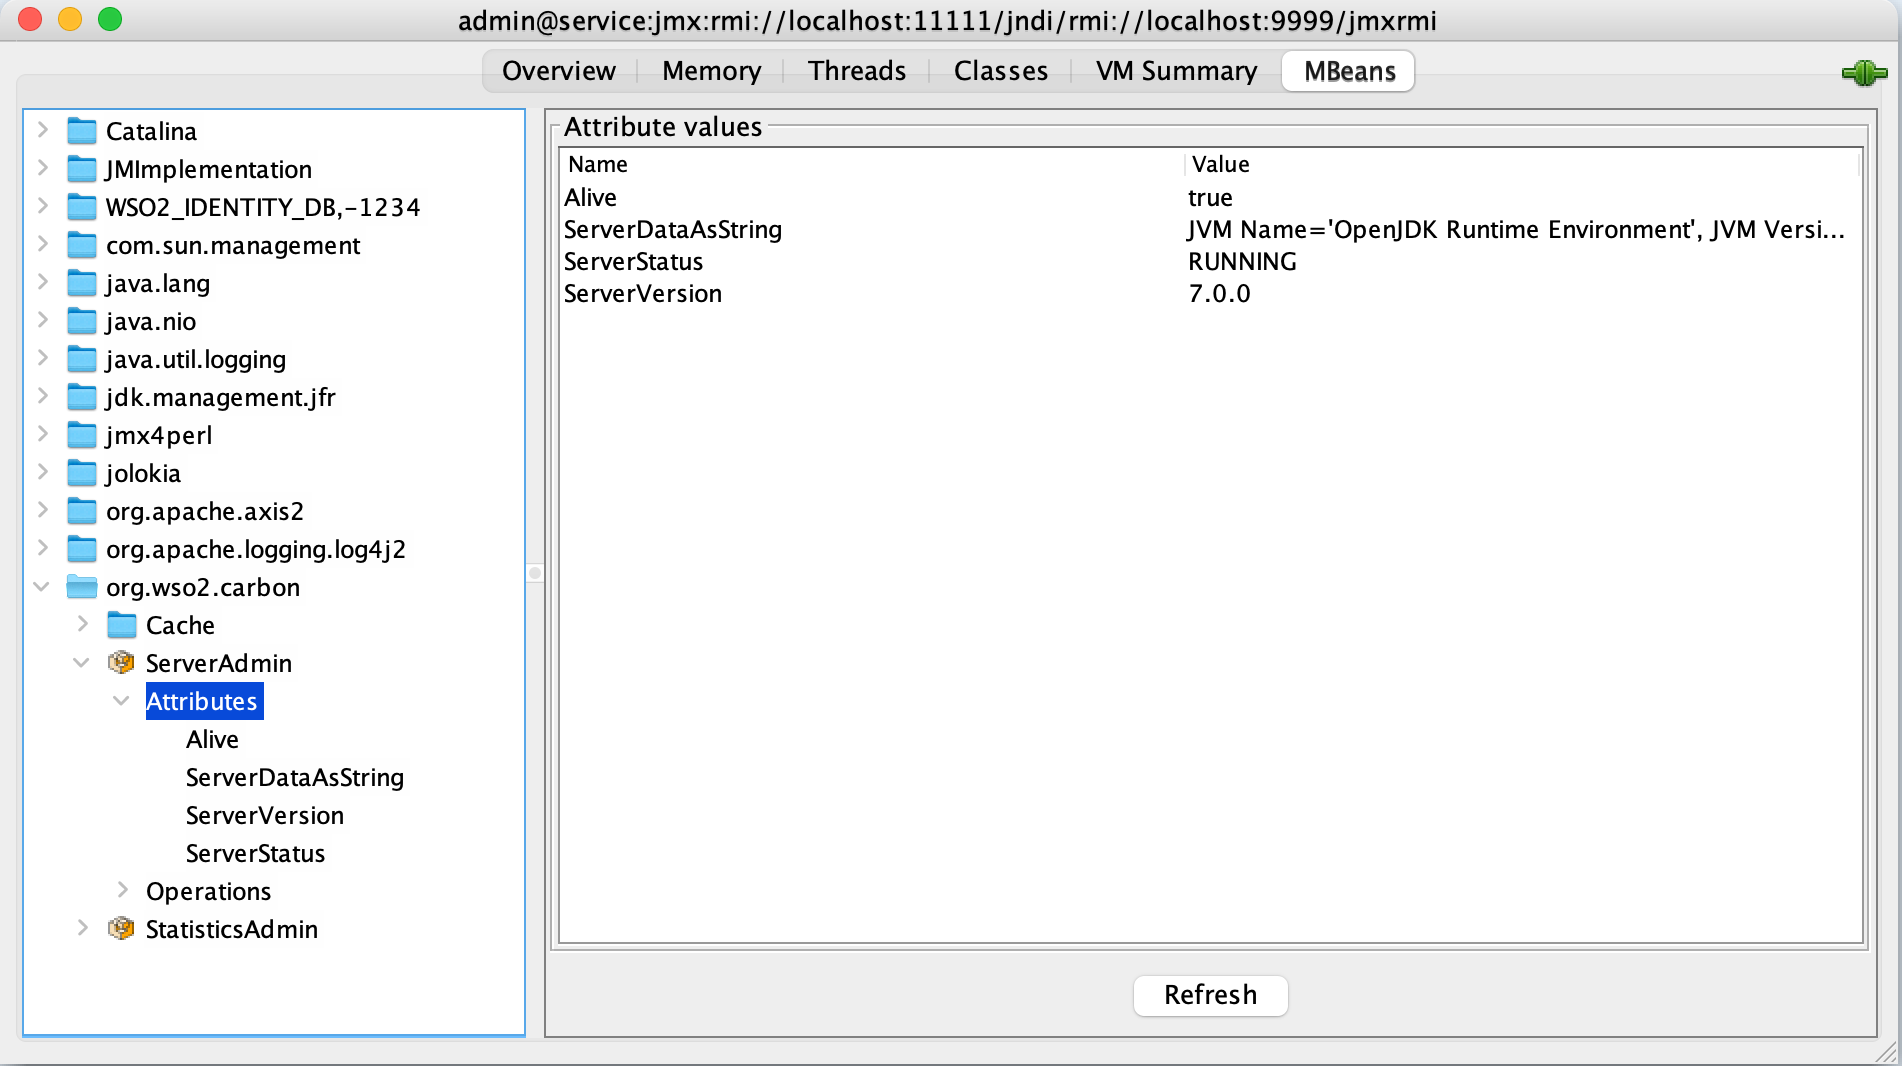 admin@service:jmx:rmi://localhost:11111/jndi/rmi://localhost:9999/jmxrmi
Overview Memory Threads Classes VM Summary MBeans
Catalina
JMImplementation
WSO2_IDENTITY_DB,-1234
com.sun.management
java.lang
java.nio
java.util.logging
jdk.management.jfr
jmx4perl
jolokia
org.apache.axis2
org.apache.logging.log4j2
org.wso2.carbon
Cache
ServerAdmin
Attributes
Alive
ServerDataAsString
ServerVersion
ServerStatus
Operations
StatisticsAdmin
Attribute values
Name Value
Alive true
ServerDataAsString JVM Name='OpenJDK Runtime Environment', JVM Versi...
ServerStatus RUNNING
ServerVersion 7.0.0
Refresh